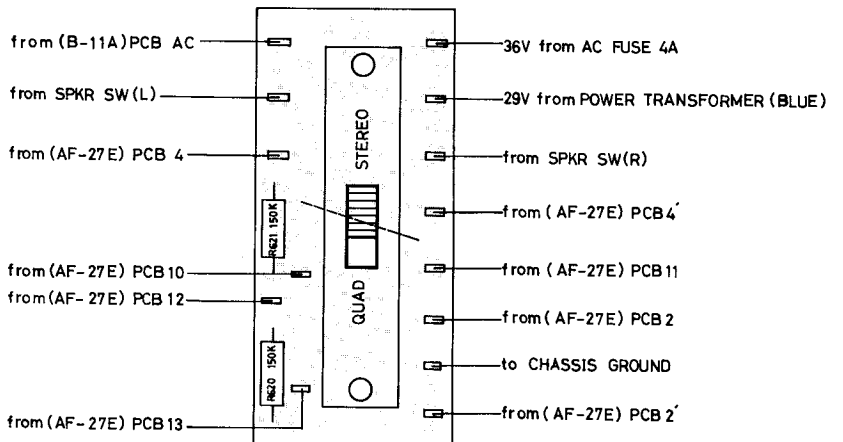 from (B-11A) PCB AC
from SPKR SW (L)
from (AF-27E) PCB 4
R621 150K
from (AF-27E) PCB 10
from (AF-27E) PCB 12
R620 150K
from (AF-27E) PCB 13
STEREO
QUAD
36V from AC FUSE 4A
29V from POWER TRANSFORMER (BLUE)
from SPKR SW (R)
from (AF-27E) PCB 4′
from (AF-27E) PCB 11
from (AF-27E) PCB 2
to CHASSIS GROUND
from (AF-27E) PCB 2′